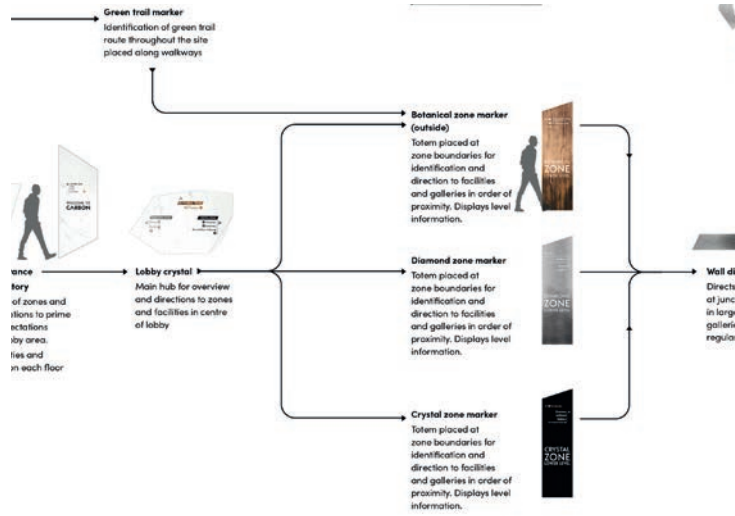 Green trail marker
Identification of green trail
route throughout the site
placed along walkways
Botanical zone marker
(outside)
Totem placed at
zone boundaries for
identification and
direction to facilities
and galleries in order of
proximity. Displays level
information.
ZONE
CARBON
rance
tory
of zones and
tions to prime
ectations
bby area.
ties and
on each floor
Lobby crystal
Main hub for overview
and directions to zones
and facilities in centre
of lobby
Diamond zone marker
Totem placed at
zone boundaries for
identification and
direction to facilities
and galleries in order of
proximity. Displays level
information.
ZONE
Wall di
Directs
at junc
in large
galleri
regula
Crystal zone marker
Totem placed at
zone boundaries for
identification and
direction to facilities
and galleries in order of
proximity. Displays level
information.
CRYSTAL
ZONE
LOWER LEVEL